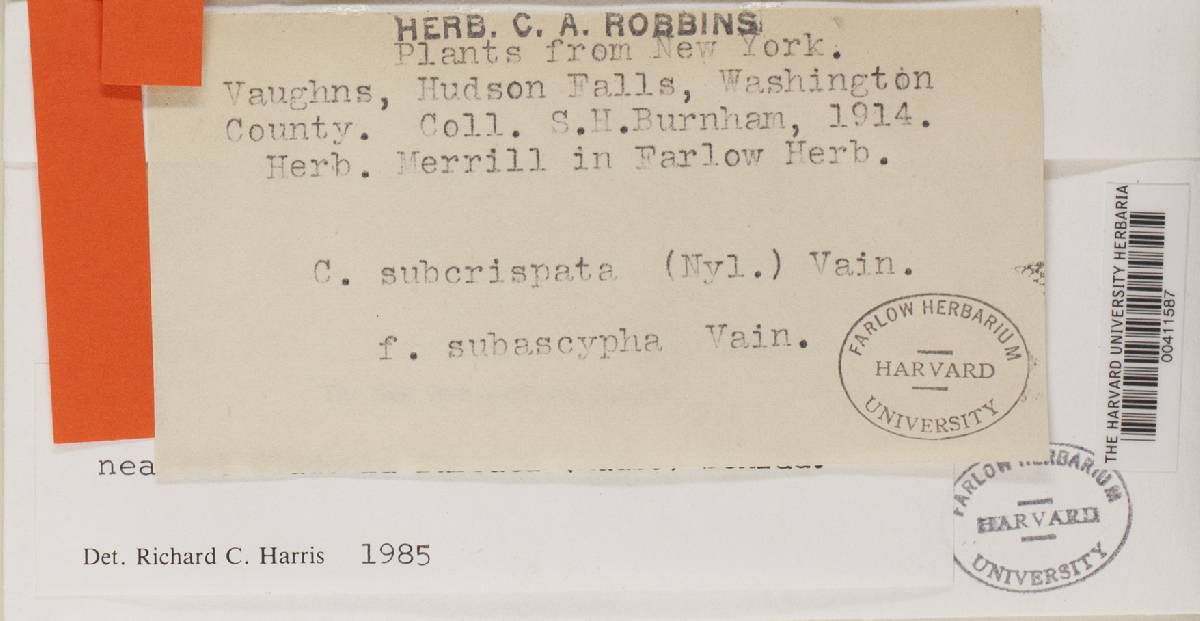 HERB. C. A. ROBBINS
Plants from New York.
Vaughns, Hudson Falls, Washington
County. Coll. S.H.Burnham, 1914.
Herb. Merrill in Farlow Herb.
C. subcrispata (Nyl.) Vain.
f. subascypha Vain.
FARLOW HERBARIUM
HARVARD
UNIVERSITY
THE HARVARD UNIVERSITY HERBARIA
00411587
nea
FARLOW HERBARIUM
HARVARD
UNIVERSITY
Det. Richard C. Harris 1985